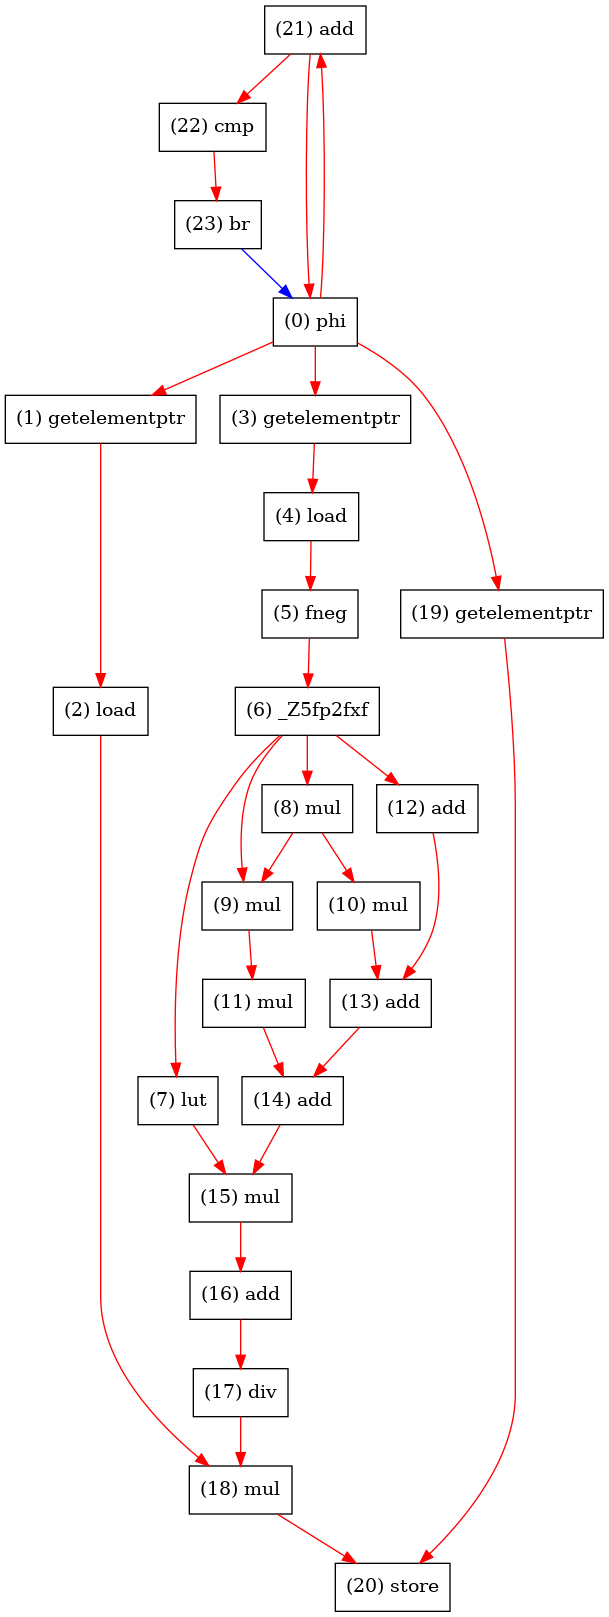 (21) add
(22) cmp
(23) br
(0) phi
(1) getelementptr
(3) getelementptr
(4) load
(5) fneg
(19) getelementptr
(2) load
(6) _Z5fp2fxf
(8) mul
(12) add
(9) mul
(10) mul
(11) mul
(13) add
(7) lut
(14) add
(15) mul
(16) add
(17) div
(18) mul
(20) store